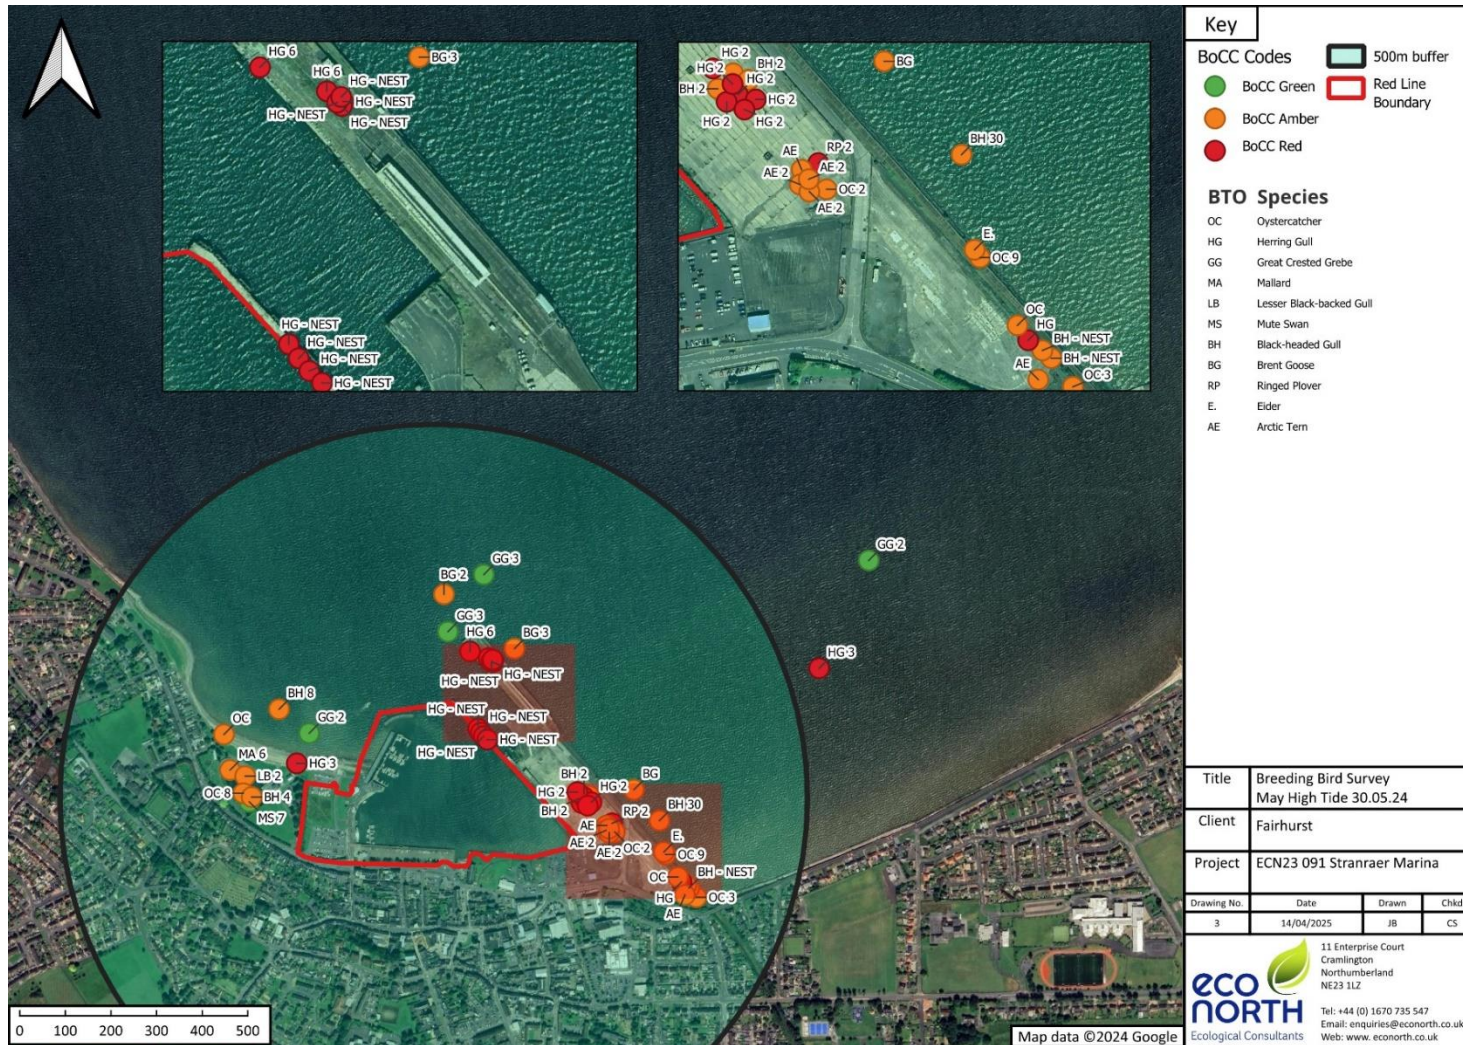 HG 6
HG 6
HG - NEST
HG - NEST
HG - NEST
HG - NEST
BG 3
HG - NEST
HG - NEST
HG - NEST
HG - NEST
HG 2
HG 2
BH 2
HG 2
BH 2
HG 2
HG 2
HG 2
BG
BH 30
AE
RP 2
AE 2
AE 2
OC 2
AE 2
E.
OC 9
OC
HG
BH - NEST
BH - NEST
AE
OC 3
GG 3
BG 2
GG 3
HG 6
BG 3
HG - NEST
HG - NEST
HG - NEST
HG - NEST
HG - NEST
HG - NEST
GG 2
HG 3
BH 8
OC
GG 2
MA 6
HG 3
LB 2
OC 8
BH 4
MS 7
BH 2
HG 2
HG 2
BG
BH 2
RP 2
BH 30
AE
AE 2
AE 2
OC 2
E.
OC 9
OC
BH - NEST
HG
OC 3
AE
0 100 200 300 400 500
Map data ©2024 Google
Key
BoCC Codes
BoCC Green
BoCC Amber
BoCC Red
500m buffer
Red Line
Boundary
BTO Species
OC Oystercatcher
HG Herring Gull
GG Great Crested Grebe
MA Mallard
LB Lesser Black-backed Gull
MS Mute Swan
BH Black-headed Gull
BG Brent Goose
RP Ringed Plover
E. Eider
AE Arctic Tern
Title Breeding Bird Survey
May High Tide 30.05.24
Client Fairhurst
Project ECN23 091 Stranraer Marina
Drawing No. Date Drawn Chkd
3 14/04/2025 JB CS
eco
NORTH
Ecological Consultants
11 Enterprise Court
Cramlington
Northumberland
NE23 1LZ
Tel: +44 (0) 1670 735 547
Email: enquiries@econorth.co.uk
Web: www. econorth.co.uk